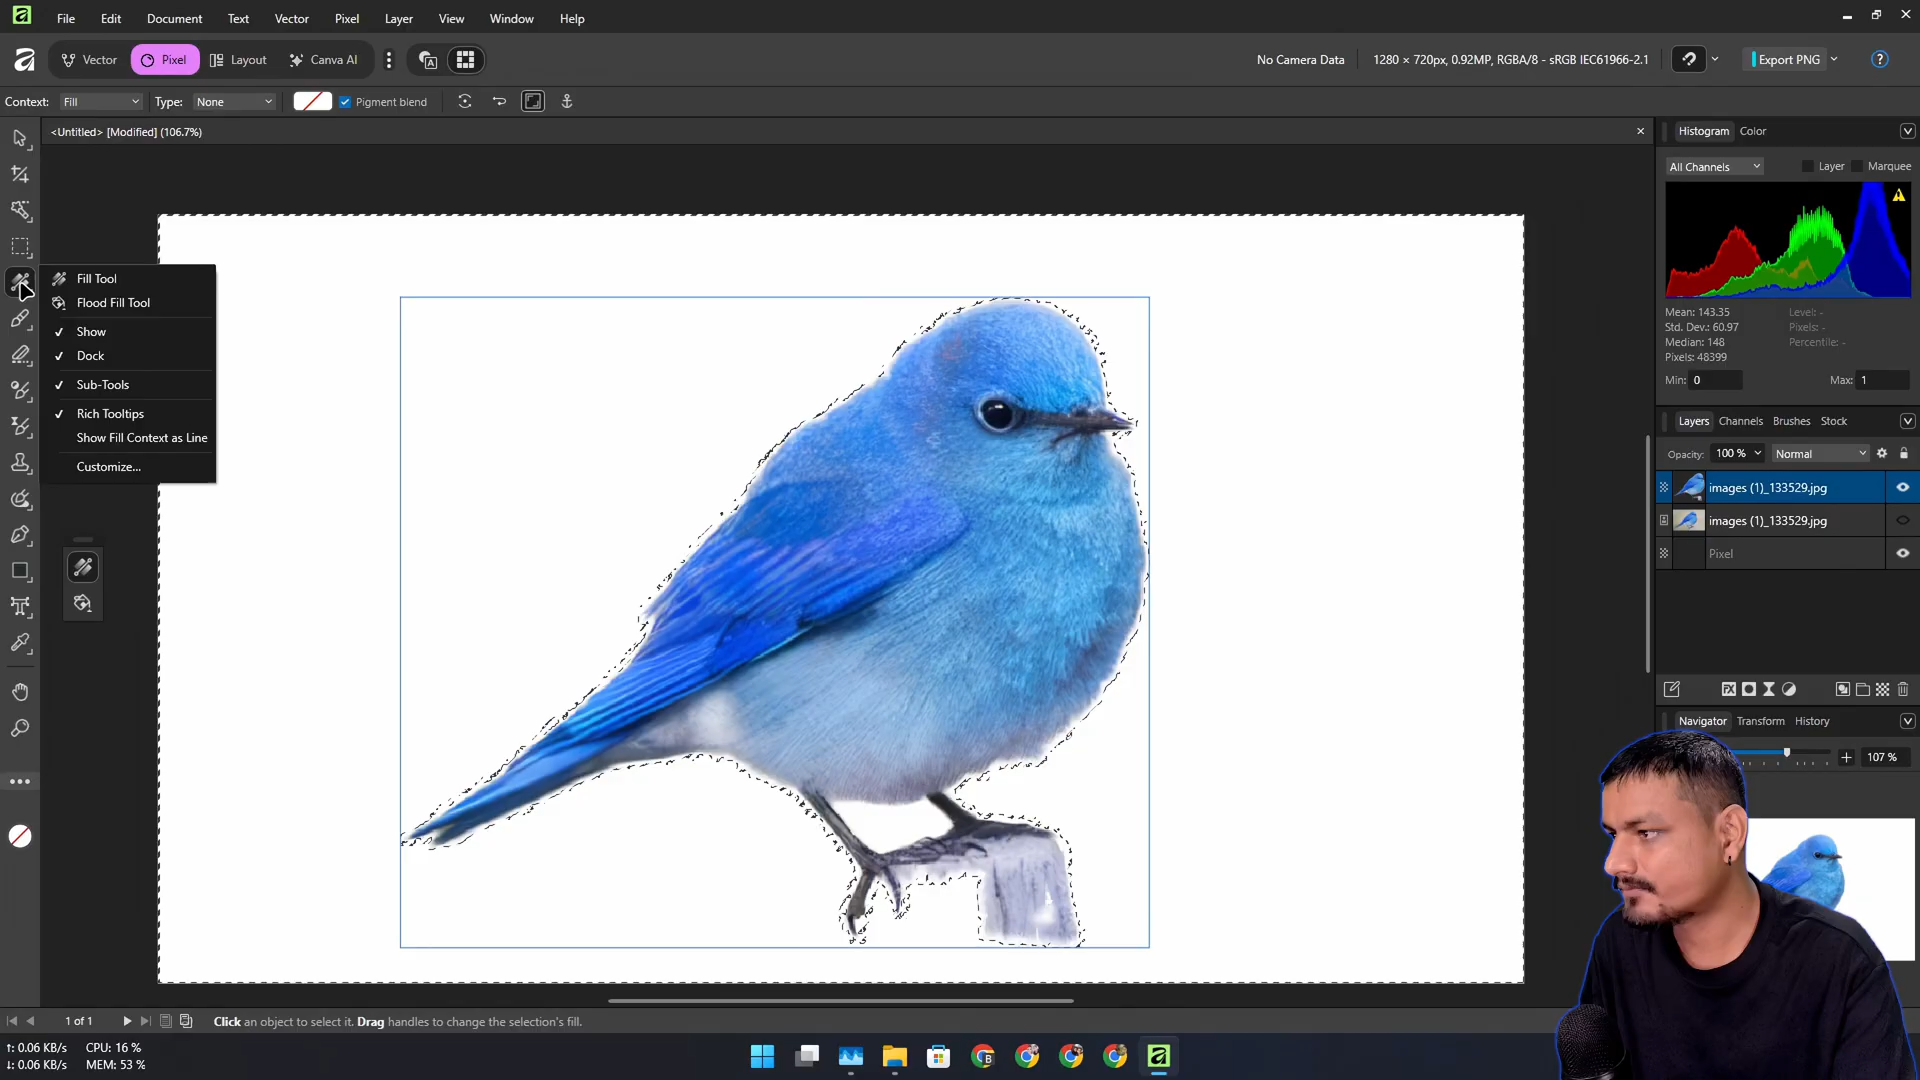 File Edit Document Text Vector Pixel Layer View Window Help
Vector Pixel Layout Canva AI No Camera Data 1280 × 720px, 0.92MP, RGBA/8 - sRGB IEC61966-2.1 Export PNG
Context: Fill Type: None Pigment blend
<Untitled> [Modified] (106.7%)
Fill Tool
Flood Fill Tool
Show
Dock
Sub-Tools
Rich Tooltips
Show Fill Context as Line
Customize...
Histogram Color
All Channels Layer Marquee
Mean: 143.35 Level: -
Std. Dev.: 60.97 Pixels: -
Median: 148 Percentile: -
Pixels: 48399
Min: 0 Max: 1
Layers Channels Brushes Stock
Opacity: 100 % Normal
images (1)_133529.jpg
images (1)_133529.jpg
Pixel
Navigator Transform History
107 %
1 of 1 Click an object to select it. Drag handles to change the selection's fill.
↑: 0.06 KB/s CPU: 16 %
↓: 0.06 KB/s MEM: 53 %